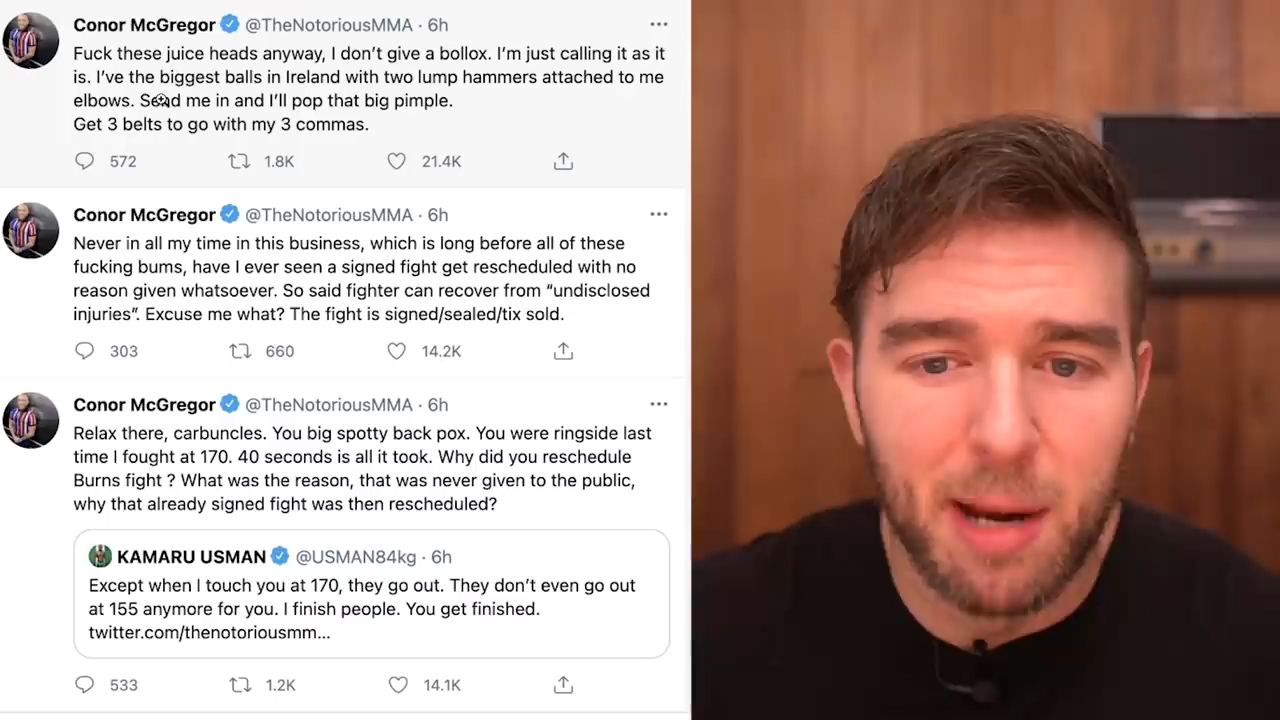 Conor McGregor @TheNotoriousMMA · 6h
Fuck these juice heads anyway, I don't give a bollox. I'm just calling it as it
is. I've the biggest balls in Ireland with two lump hammers attached to me
elbows. Send me in and I'll pop that big pimple.
Get 3 belts to go with my 3 commas.
572 1.8K 21.4K
Conor McGregor @TheNotoriousMMA · 6h
Never in all my time in this business, which is long before all of these
fucking bums, have I ever seen a signed fight get rescheduled with no
reason given whatsoever. So said fighter can recover from “undisclosed
injuries”. Excuse me what? The fight is signed/sealed/tix sold.
303 660 14.2K
Conor McGregor @TheNotoriousMMA · 6h
Relax there, carbuncles. You big spotty back pox. You were ringside last
time I fought at 170. 40 seconds is all it took. Why did you reschedule
Burns fight ? What was the reason, that was never given to the public,
why that already signed fight was then rescheduled?
KAMARU USMAN @USMAN84kg · 6h
Except when I touch you at 170, they go out. They don't even go out
at 155 anymore for you. I finish people. You get finished.
twitter.com/thenotoriousmm...
533 1.2K 14.1K